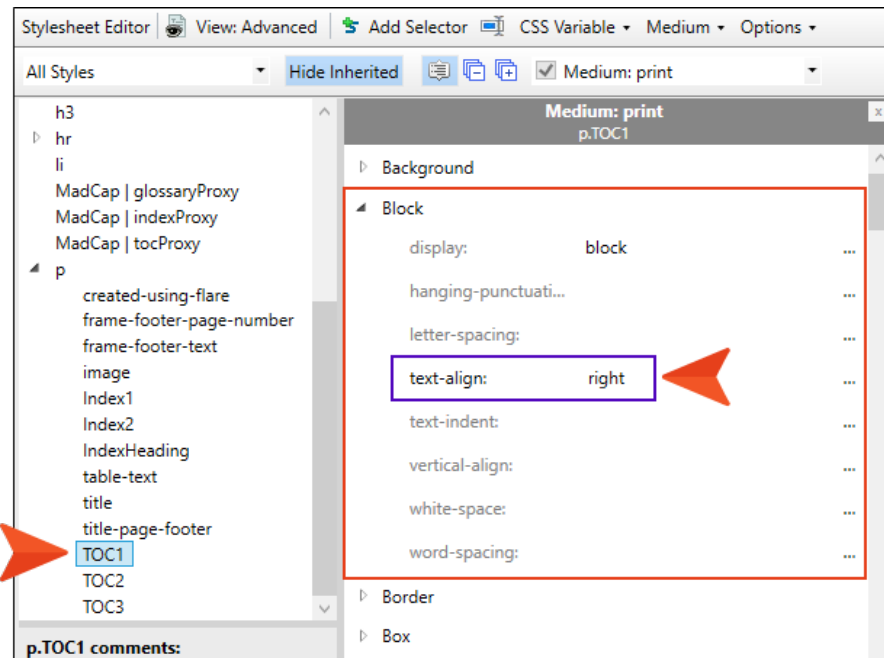 Stylesheet Editor View: Advanced Add Selector CSS Variable Medium Options
All Styles Hide Inherited Medium: print
h3
hr
li
MadCap | glossaryProxy
MadCap | indexProxy
MadCap | tocProxy
p
created-using-flare
frame-footer-page-number
frame-footer-text
image
Index1
Index2
IndexHeading
table-text
title
title-page-footer
TOC1
TOC2
TOC3
p.TOC1 comments:
Medium: print
p.TOC1
Background
Block
display: block ...
hanging-punctuati... ...
letter-spacing: ...
text-align: right ...
text-indent: ...
vertical-align: ...
white-space: ...
word-spacing: ...
Border
Box